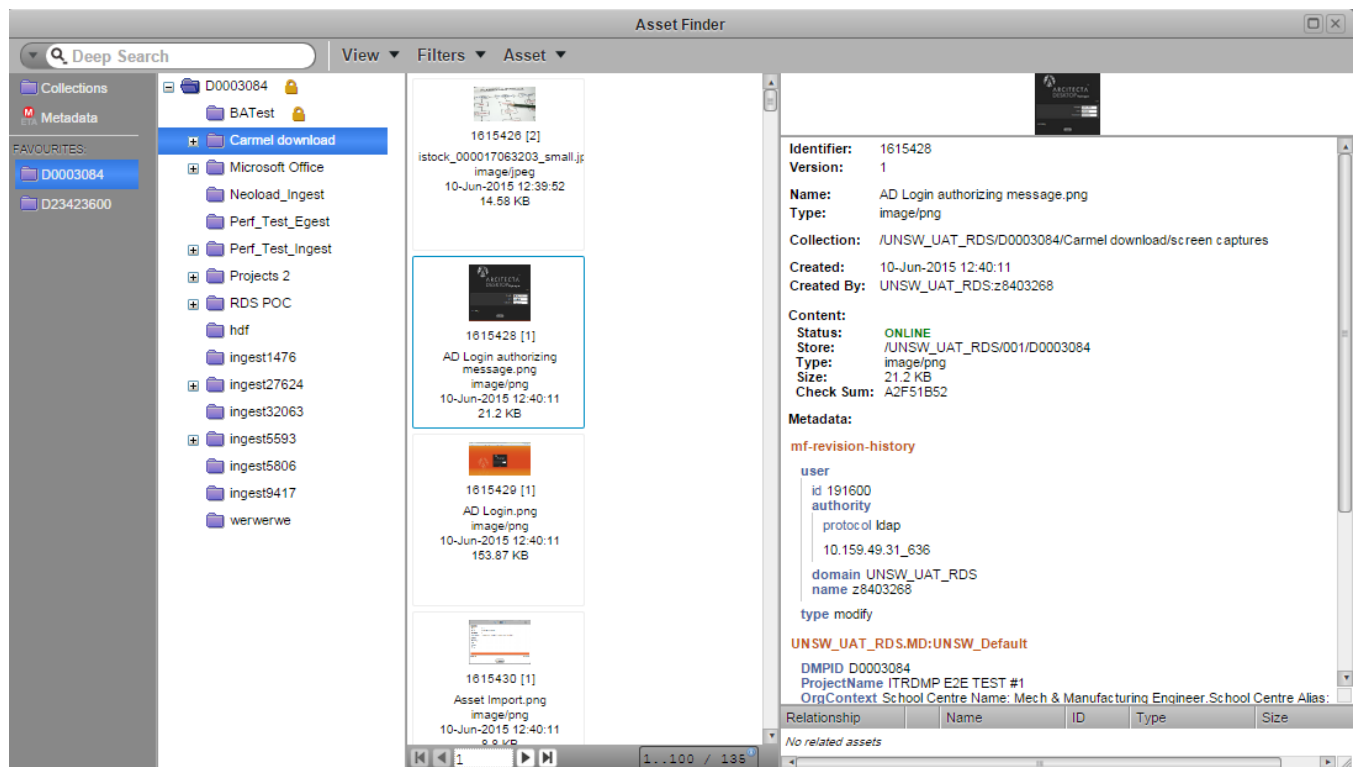 Asset Finder
Deep Search
View
Filters
Asset
Collections
Metadata
FAVOURITES:
D0003084
D23423600
D0003084
BATest
Carmel download
Microsoft Office
Neoload_Ingest
Perf_Test_Egest
Perf_Test_Ingest
Projects 2
RDS POC
hdf
ingest1476
ingest27624
ingest32063
ingest5593
ingest5806
ingest9417
werwerwe
1615426 [2]
istock_000017063203_small.jp
image/jpeg
10-Jun-2015 12:39:52
14.58 KB
ARCITECTA
DESKTOP
1615428 [1]
AD Login authorizing
message.png
image/png
10-Jun-2015 12:40:11
21.2 KB
1615429 [1]
AD Login.png
image/png
10-Jun-2015 12:40:11
153.87 KB
1615430 [1]
Asset Import.png
image/png
10-Jun-2015 12:40:11
9.8 KB
1
1..100 / 135
ARCITECTA
DESKTOP
Identifier: 1615428
Version: 1
Name: AD Login authorizing message.png
Type: image/png
Collection: /UNSW_UAT_RDS/D0003084/Carmel download/screen captures
Created: 10-Jun-2015 12:40:11
Created By: UNSW_UAT_RDS:z8403268
Content:
Status: ONLINE
Store: /UNSW_UAT_RDS/001/D0003084
Type: image/png
Size: 21.2 KB
Check Sum: A2F51B52
Metadata:
mf-revision-history
user
id 191600
authority
protocol ldap
10.159.49.31_636
domain UNSW_UAT_RDS
name z8403268
type modify
UNSW_UAT_RDS.MD:UNSW_Default
DMPID D0003084
ProjectName ITRDMP E2E TEST #1
OrgContext School Centre Name: Mech & Manufacturing Engineer.School Centre Alias:
Relationship Name ID Type Size
No related assets